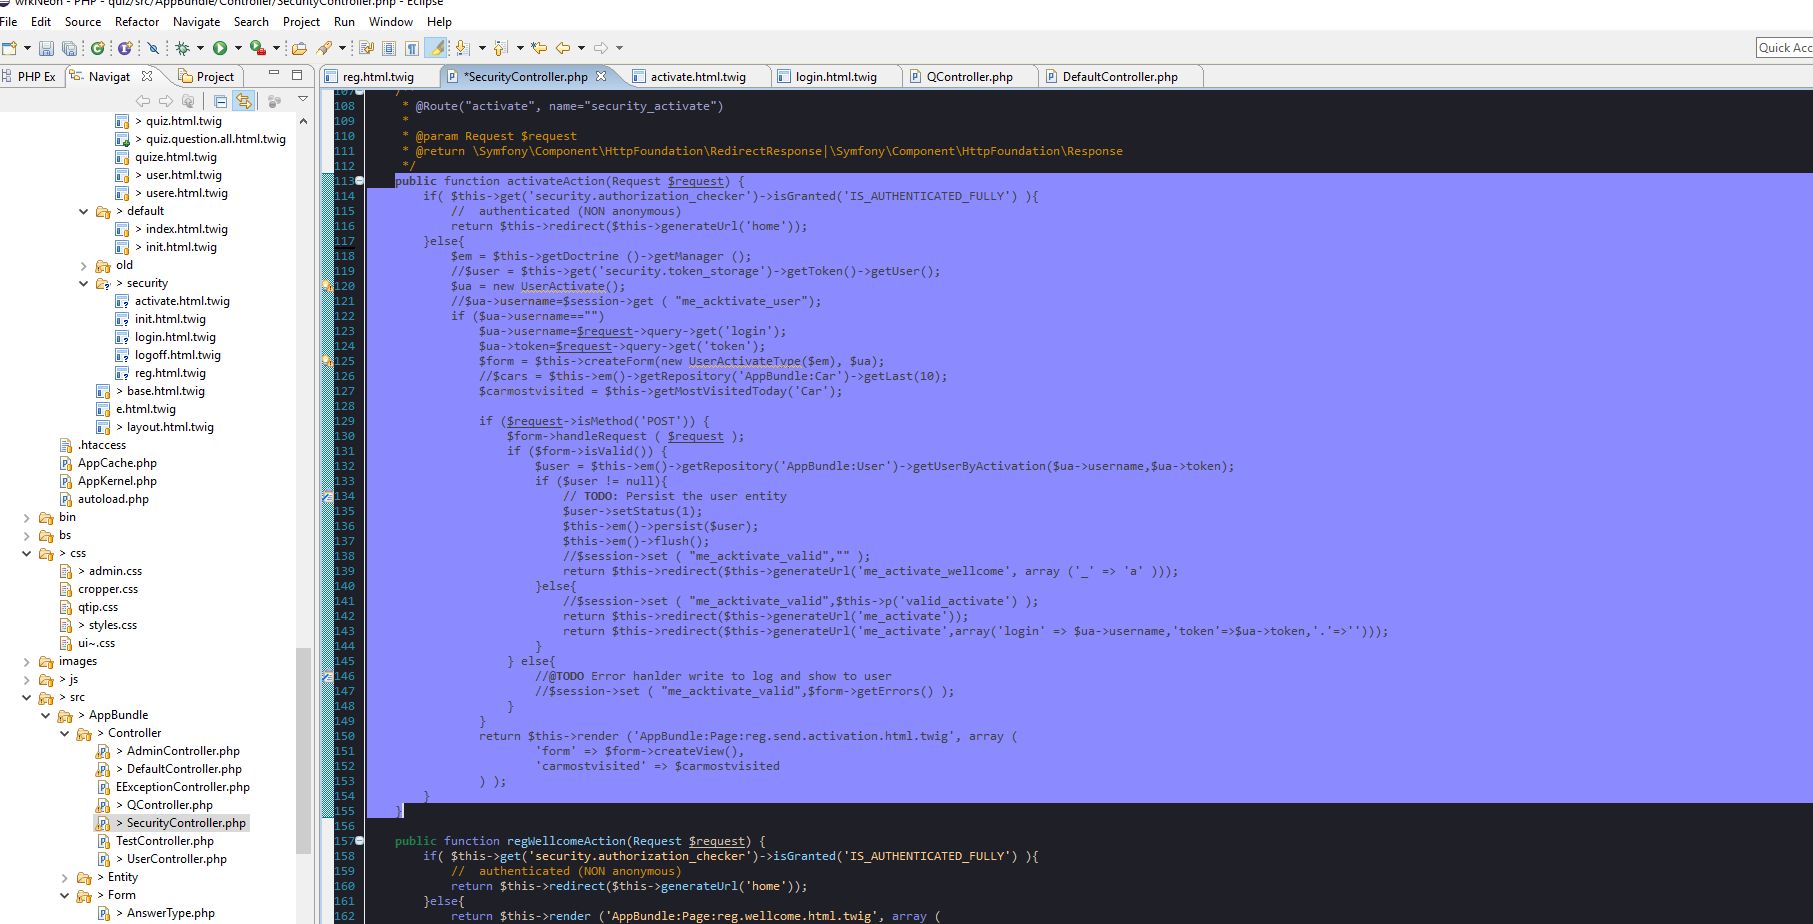 wrkNeon - PHP - quiz/src/AppBundle/Controller/SecurityController.php - Eclipse
File Edit Source Refactor Navigate Search Project Run Window Help
Quick Acc
PHP Ex Navigat Project
reg.html.twig *SecurityController.php activate.html.twig login.html.twig QController.php DefaultController.php
> quiz.html.twig
> quiz.question.all.html.twig
quize.html.twig
> user.html.twig
> usere.html.twig
> default
> index.html.twig
> init.html.twig
old
> security
activate.html.twig
init.html.twig
login.html.twig
logoff.html.twig
reg.html.twig
> base.html.twig
e.html.twig
> layout.html.twig
.htaccess
AppCache.php
AppKernel.php
autoload.php
bin
bs
> css
> admin.css
cropper.css
qtip.css
> styles.css
ui~.css
images
> js
> src
> AppBundle
> Controller
> AdminController.php
> DefaultController.php
EExceptionController.php
> QController.php
> SecurityController.php
TestController.php
> UserController.php
> Entity
> Form
> AnswerType.php
107 /**
108 * @Route("activate", name="security_activate")
109 *
110 * @param Request $request
111 * @return \Symfony\Component\HttpFoundation\RedirectResponse|\Symfony\Component\HttpFoundation\Response
112 */
113 public function activateAction(Request $request) {
114 if( $this->get('security.authorization_checker')->isGranted('IS_AUTHENTICATED_FULLY') ){
115 //  authenticated (NON anonymous)
116 return $this->redirect($this->generateUrl('home'));
117 }else{
118 $em = $this->getDoctrine ()->getManager ();
119 //$user = $this->get('security.token_storage')->getToken()->getUser();
120 $ua = new UserActivate();
121 //$ua->username=$session->get ( "me_acktivate_user");
122 if ($ua->username=="")
123 $ua->username=$request->query->get('login');
124 $ua->token=$request->query->get('token');
125 $form = $this->createForm(new UserActivateType($em), $ua);
126 //$cars = $this->em()->getRepository('AppBundle:Car')->getLast(10);
127 $carmostvisited = $this->getMostVisitedToday('Car');
128
129 if ($request->isMethod('POST')) {
130 $form->handleRequest ( $request );
131 if ($form->isValid()) {
132 $user = $this->em()->getRepository('AppBundle:User')->getUserByActivation($ua->username,$ua->token);
133 if ($user != null){
134 // TODO: Persist the user entity
135 $user->setStatus(1);
136 $this->em()->persist($user);
137 $this->em()->flush();
138 //$session->set ( "me_acktivate_valid","" );
139 return $this->redirect($this->generateUrl('me_activate_wellcome', array ('_' => 'a' )));
140 }else{
141 //$session->set ( "me_acktivate_valid",$this->p('valid_activate') );
142 return $this->redirect($this->generateUrl('me_activate'));
143 return $this->redirect($this->generateUrl('me_activate',array('login' => $ua->username,'token'=>$ua->token,'.'=>'')));
144 }
145 } else{
146 //@TODO Error hanlder write to log and show to user
147 //$session->set ( "me_acktivate_valid",$form->getErrors() );
148 }
149 }
150 return $this->render ('AppBundle:Page:reg.send.activation.html.twig', array (
151 'form' => $form->createView(),
152 'carmostvisited' => $carmostvisited
153 ) );
154 }
155 }
156
157 public function regWellcomeAction(Request $request) {
158 if( $this->get('security.authorization_checker')->isGranted('IS_AUTHENTICATED_FULLY') ){
159 //  authenticated (NON anonymous)
160 return $this->redirect($this->generateUrl('home'));
161 }else{
162 return $this->render ('AppBundle:Page:reg.wellcome.html.twig', array (